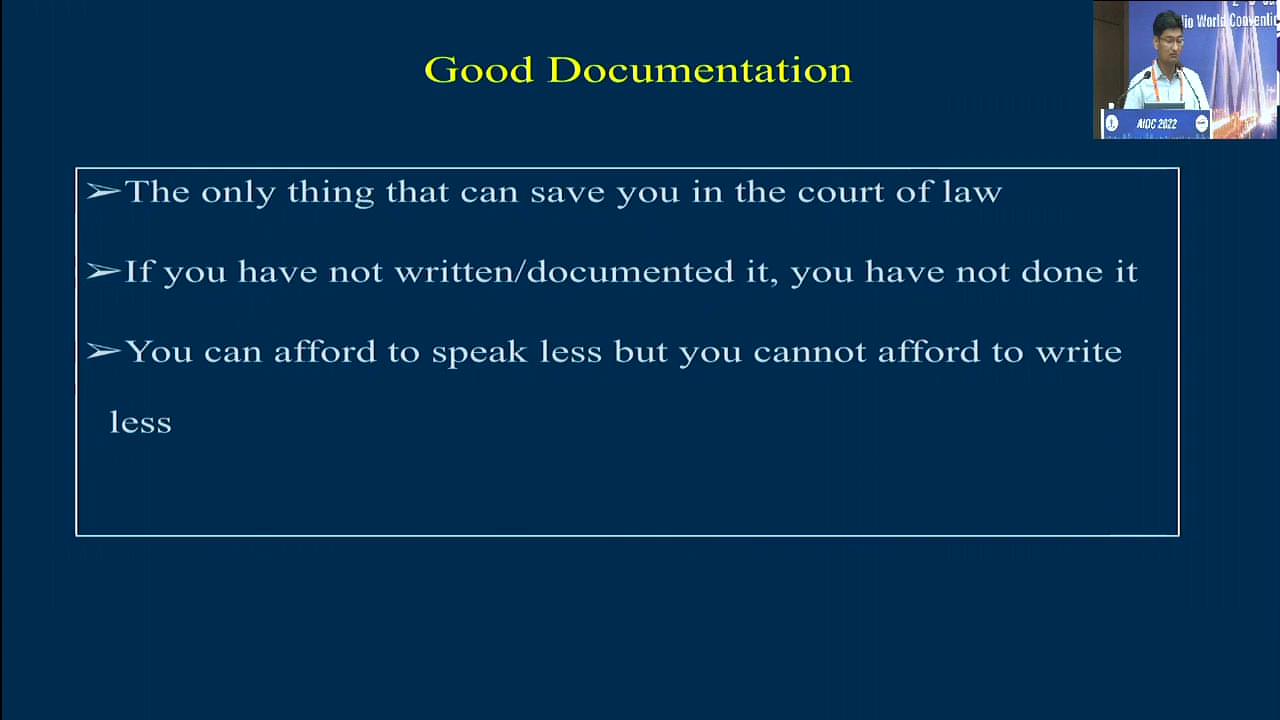 Good Documentation
➢The only thing that can save you in the court of law
➢If you have not written/documented it, you have not done it
➢You can afford to speak less but you cannot afford to write
less
World Convention
AIOC 2022